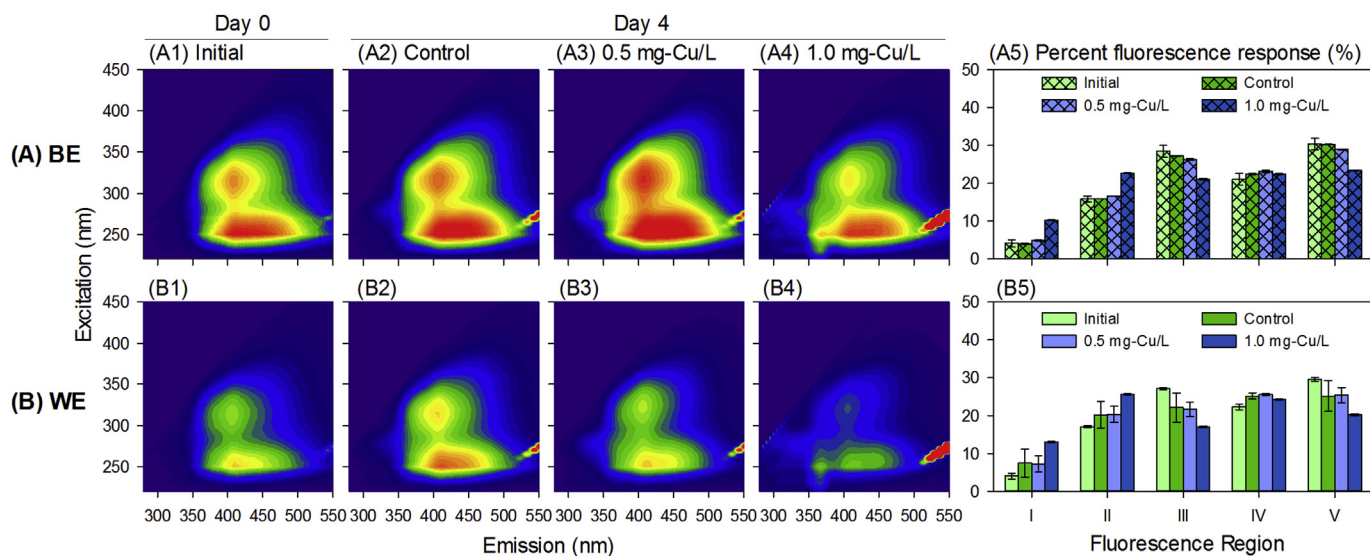 Day 0 Day 4
(A1) Initial (A2) Control (A3) 0.5 mg-Cu/L (A4) 1.0 mg-Cu/L (A5) Percent fluorescence response (%)
450 50
Initial Control
400 40
0.5 mg-Cu/L 1.0 mg-Cu/L
350 30
(A) BE
300 20
250 10
0
Excitation (nm)
(B1) (B2) (B3) (B4) (B5)
450 50
Initial Control
400 40
0.5 mg-Cu/L 1.0 mg-Cu/L
350 30
(B) WE
300 20
250 10
0
300 350 400 450 500 550 300 350 400 450 500 550 300 350 400 450 500 550 300 350 400 450 500 550 I II III IV V
Emission (nm) Fluorescence Region